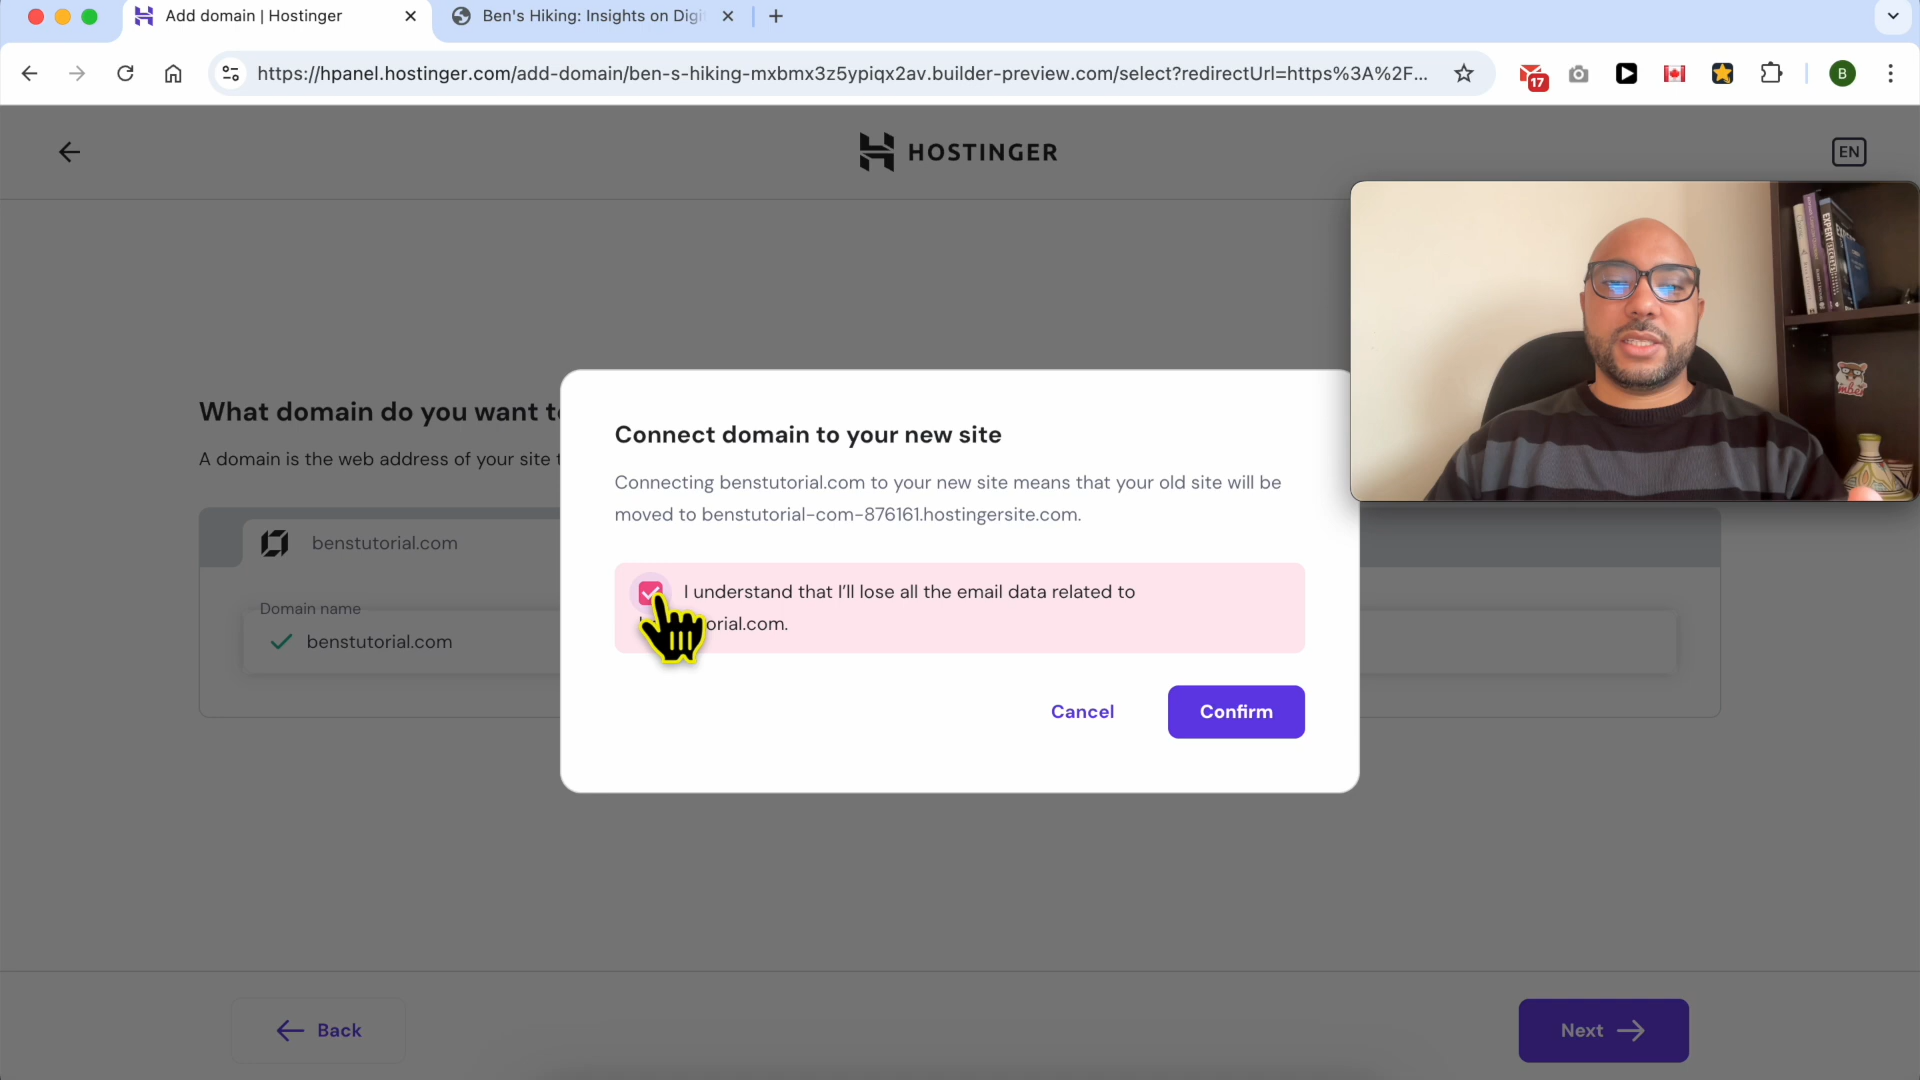 Add domain | Hostinger
Ben's Hiking: Insights on Digi
https://hpanel.hostinger.com/add-domain/ben-s-hiking-mxbmx3z5ypiqx2av.builder-preview.com/select?redirectUrl=https%3A%2F...
17
B
HOSTINGER
EN
What domain do you want t
A domain is the web address of your site
benstutorial.com
Domain name
benstutorial.com
Connect domain to your new site
Connecting benstutorial.com to your new site means that your old site will be
moved to benstutorial-com-876161.hostingersite.com.
I understand that I'll lose all the email data related to
orial.com.
Cancel
Confirm
Back
Next